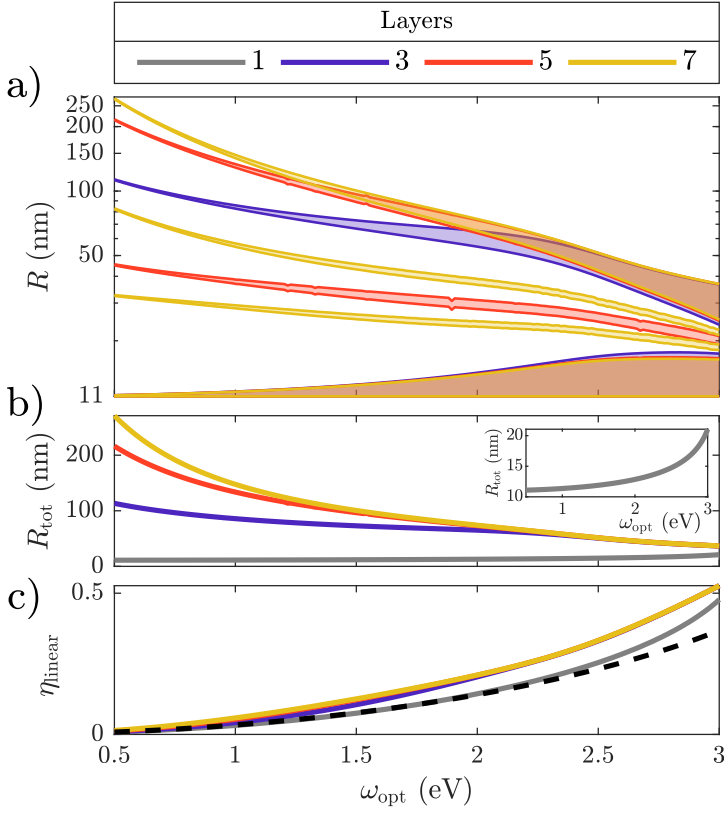 Layers
1 3 5 7
a)
250
200
150
100
50
11
R (nm)
b)
200
100
0
R_tot (nm)
20
15
10
R_tot (nm)
1 2 3
ω_opt (eV)
c)
0.5
0
η_linear
0.5 1 1.5 2 2.5 3
ω_opt (eV)